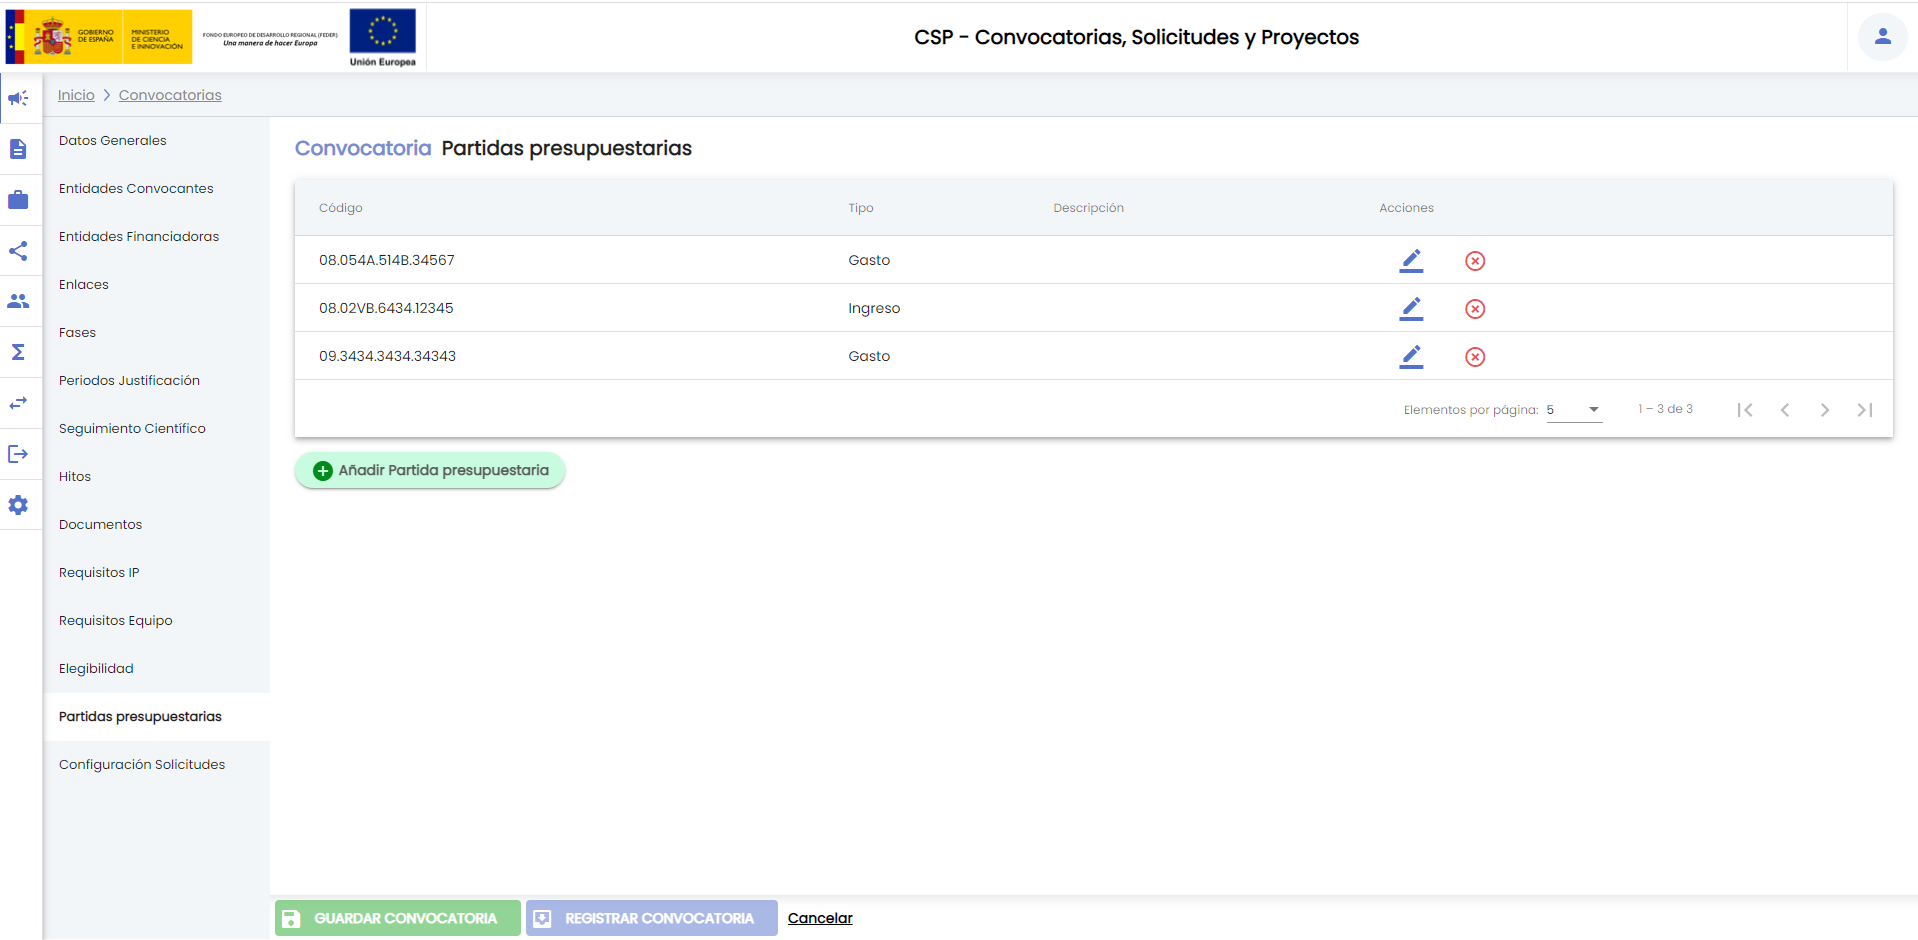 GOBIERNO
DE ESPAÑA
MINISTERIO
DE CIENCIA
E INNOVACIÓN
FONDO EUROPEO DE DESARROLLO REGIONAL (FEDER)
Una manera de hacer Europa
Unión Europea
CSP - Convocatorias, Solicitudes y Proyectos
Inicio > Convocatorias
Datos Generales
Entidades Convocantes
Entidades Financiadoras
Enlaces
Fases
Periodos Justificación
Seguimiento Científico
Hitos
Documentos
Requisitos IP
Requisitos Equipo
Elegibilidad
Partidas presupuestarias
Configuración Solicitudes
Convocatoria Partidas presupuestarias
Código Tipo Descripción Acciones
08.054A.514B.34567 Gasto
08.02VB.6434.12345 Ingreso
09.3434.3434.34343 Gasto
Elementos por página: 5 1 – 3 de 3
Añadir Partida presupuestaria
GUARDAR CONVOCATORIA REGISTRAR CONVOCATORIA Cancelar